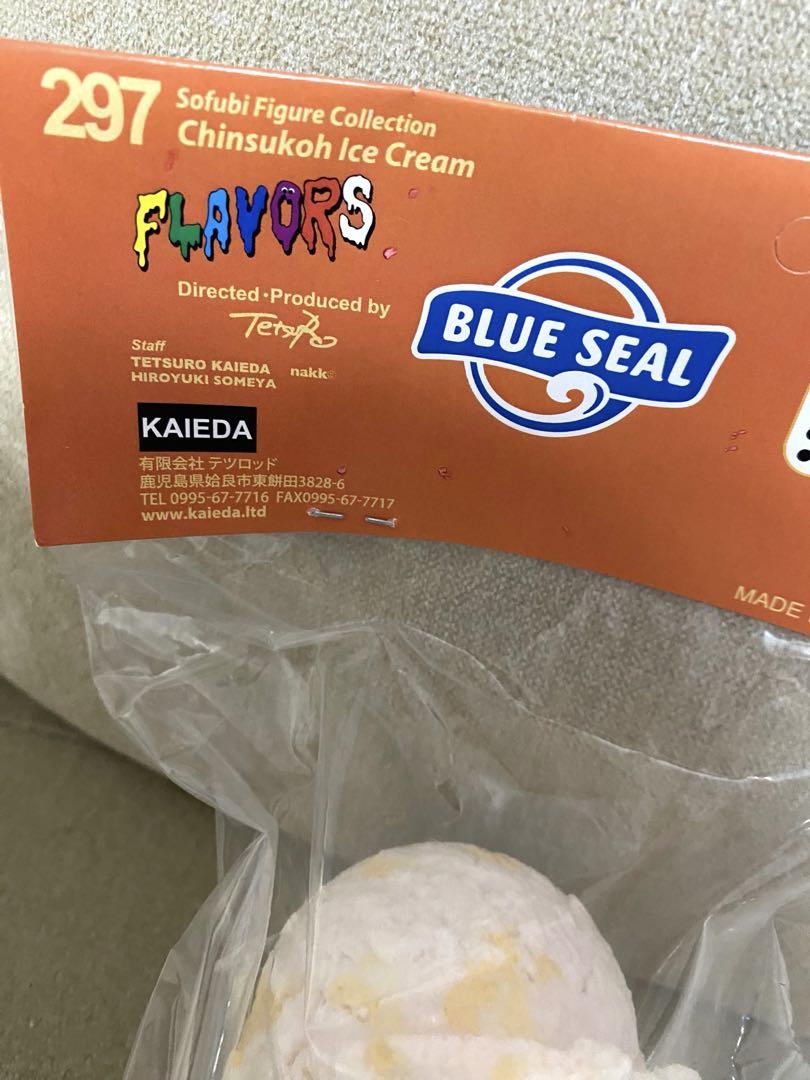 297
Sofubi Figure Collection
Chinsukoh Ice Cream
FLAVORS
Directed・Produced by
Tetsuro
BLUE SEAL
Staff
TETSURO KAIEDA nakk
HIROYUKI SOMEYA
KAIEDA
有限会社 テツロッド
鹿児島県姶良市東餅田3828-6
TEL 0995-67-7716 FAX0995-67-7717
www.kaieda.ltd
MADE